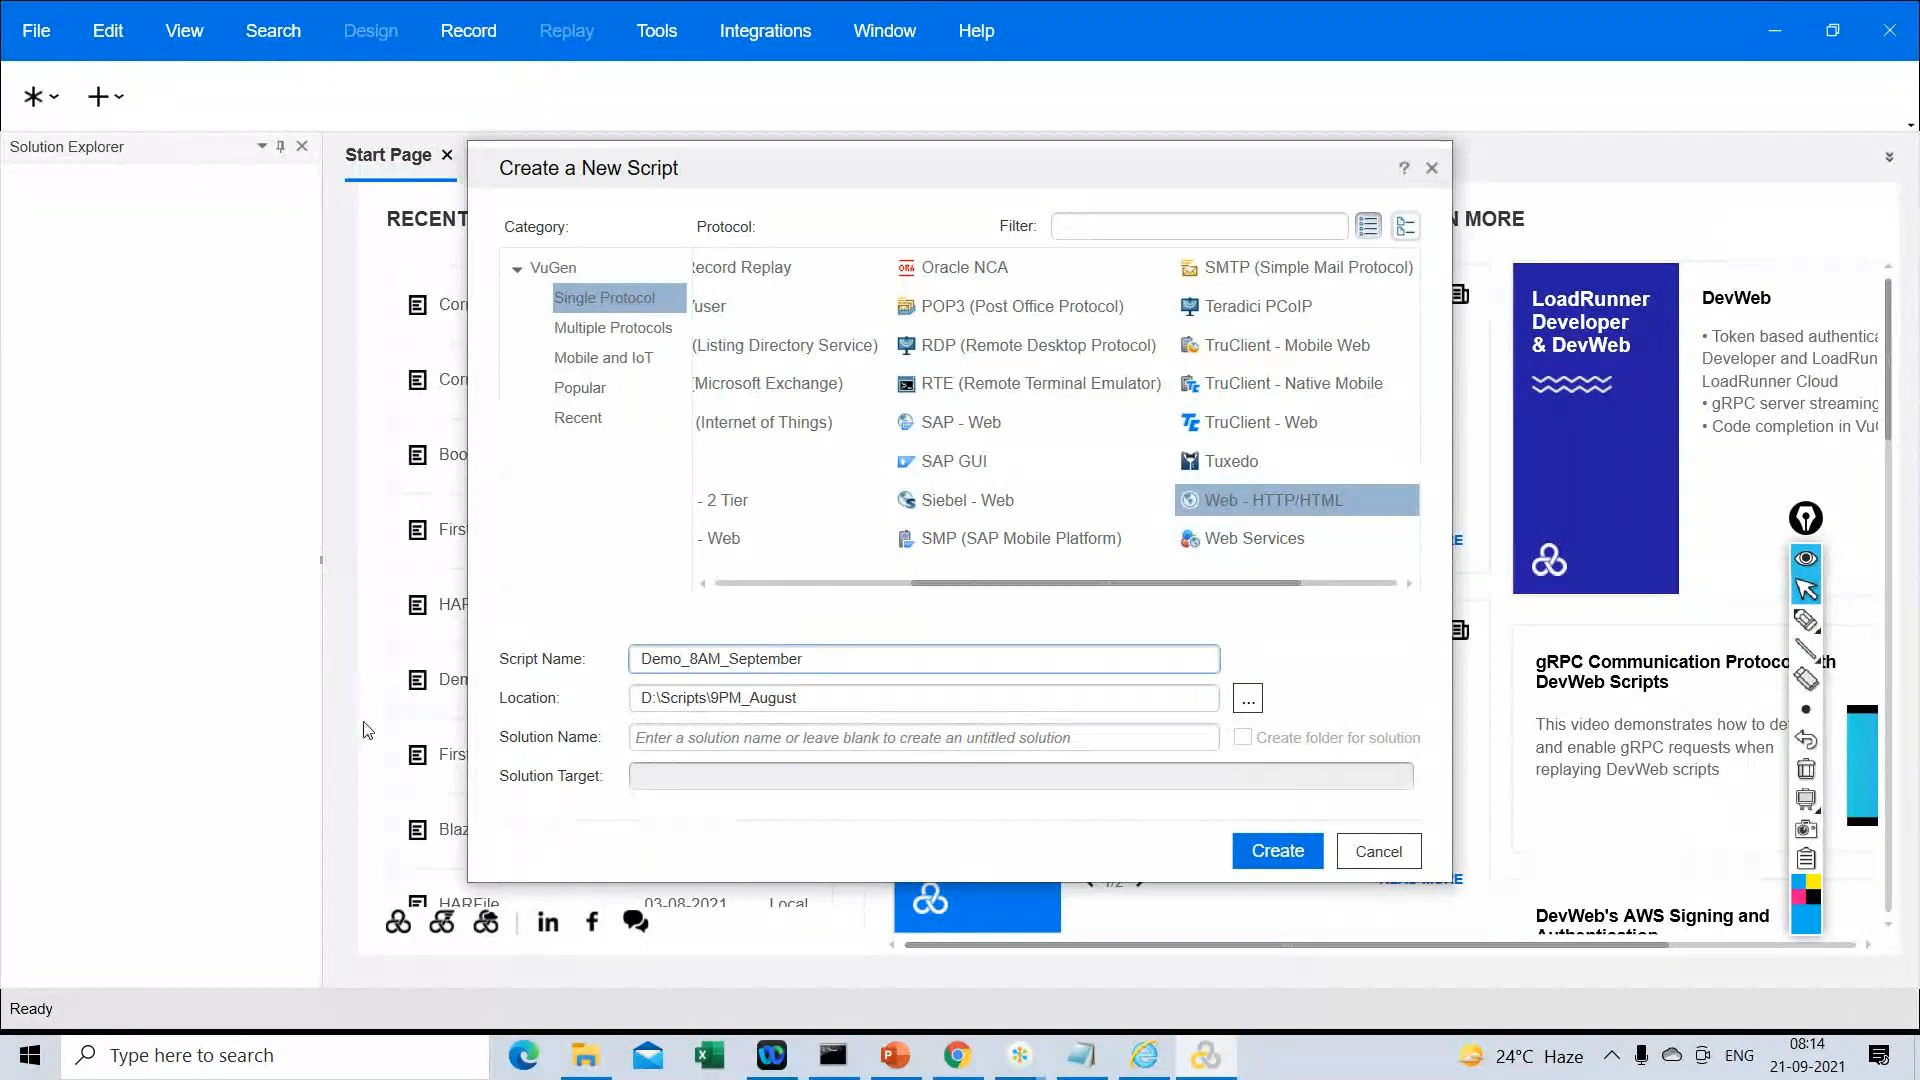 File Edit View Search Design Record Replay Tools Integrations Window Help
Solution Explorer
Start Page
RECENT
Create a New Script
Category: Protocol: Filter:
VuGen
Single Protocol
Multiple Protocols
Mobile and IoT
Popular
Recent
Record Replay
(Listing Directory Service)
(Microsoft Exchange)
(Internet of Things)
- 2 Tier
- Web
Oracle NCA
POP3 (Post Office Protocol)
RDP (Remote Desktop Protocol)
RTE (Remote Terminal Emulator)
SAP - Web
SAP GUI
Siebel - Web
SMP (SAP Mobile Platform)
SMTP (Simple Mail Protocol)
Teradici PCoIP
TruClient - Mobile Web
TruClient - Native Mobile
TruClient - Web
Tuxedo
Web - HTTP/HTML
Web Services
Script Name: Demo_8AM_September
Location: D:\Scripts\9PM_August ...
Solution Name: Enter a solution name or leave blank to create an untitled solution Create folder for solution
Solution Target:
Create Cancel
HARFile 03-08-2021 Local
1/2
READ MORE
MORE
LoadRunner
Developer
& DevWeb
DevWeb
• Token based
Developer and
LoadRunner Cloud
• gRPC server streaming
• Code completion in
gRPC Communication
DevWeb Scripts
This video demonstrates how to
and enable gRPC requests when
replaying DevWeb scripts
DevWeb's AWS Signing and
Authentication
Ready
Type here to search
24°C Haze
ENG
08:14
21-09-2021